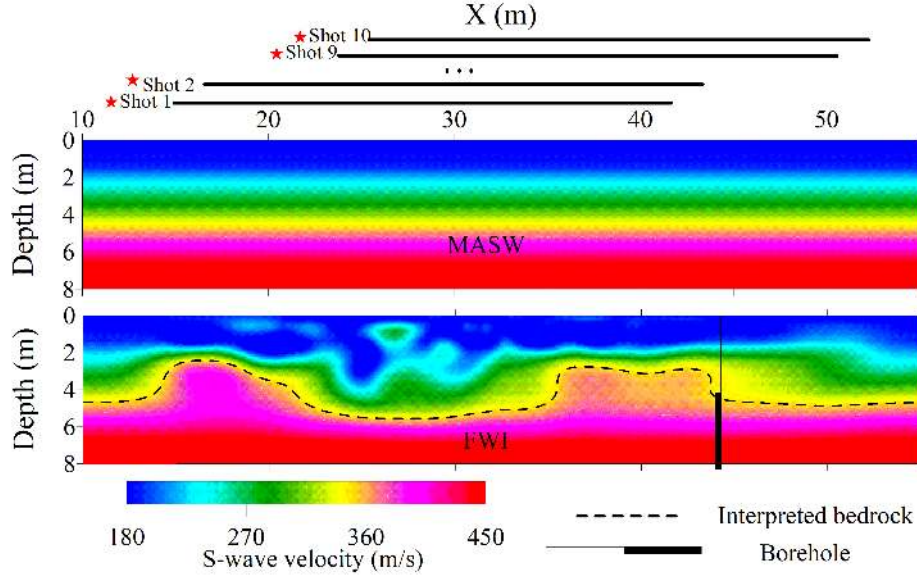 X (m)
Shot 10
Shot 9
...
Shot 2
Shot 1
10 20 30 40 50
0
2
4
6
8
Depth (m)
MASW
0
2
4
6
8
Depth (m)
FWI
180 270 360 450
S-wave velocity (m/s)
Interpreted bedrock
Borehole